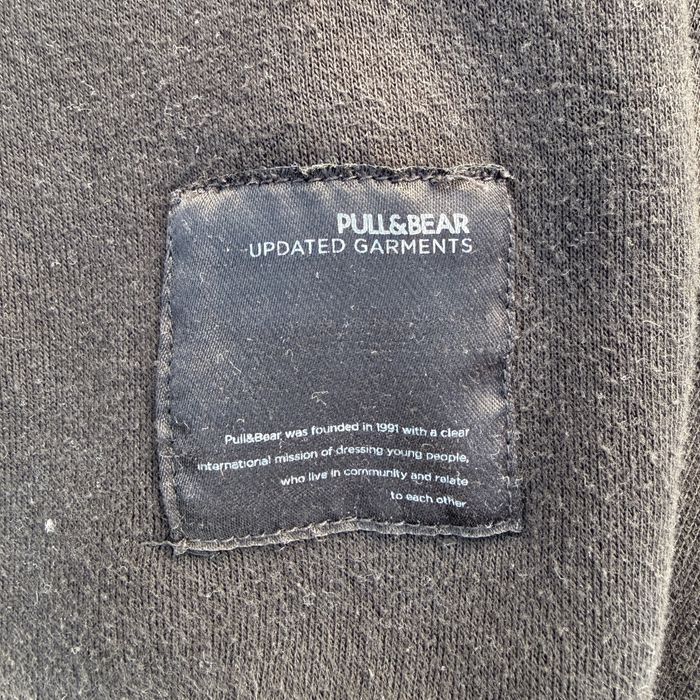 PULL&BEAR
UPDATED GARMENTS
Pull&Bear was founded in 1991 with a clear
international mission of dressing young people,
who live in community and relate
to each other